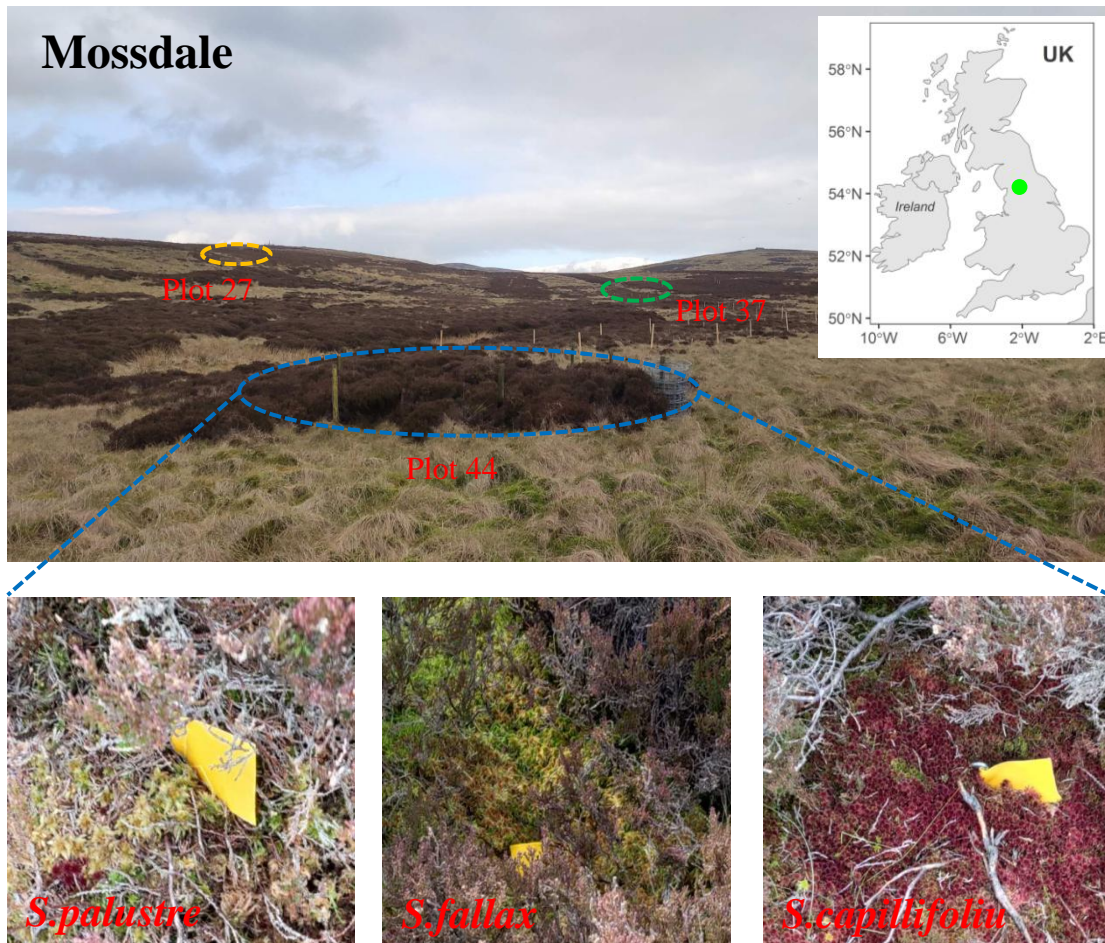 Mossdale
UK
58°N
56°N
54°N
52°N
50°N
Ireland
10°W
6°W
2°W
2°E
Plot 27
Plot 37
Plot 44
S.palustre
S.fallax
S.capillifoliu